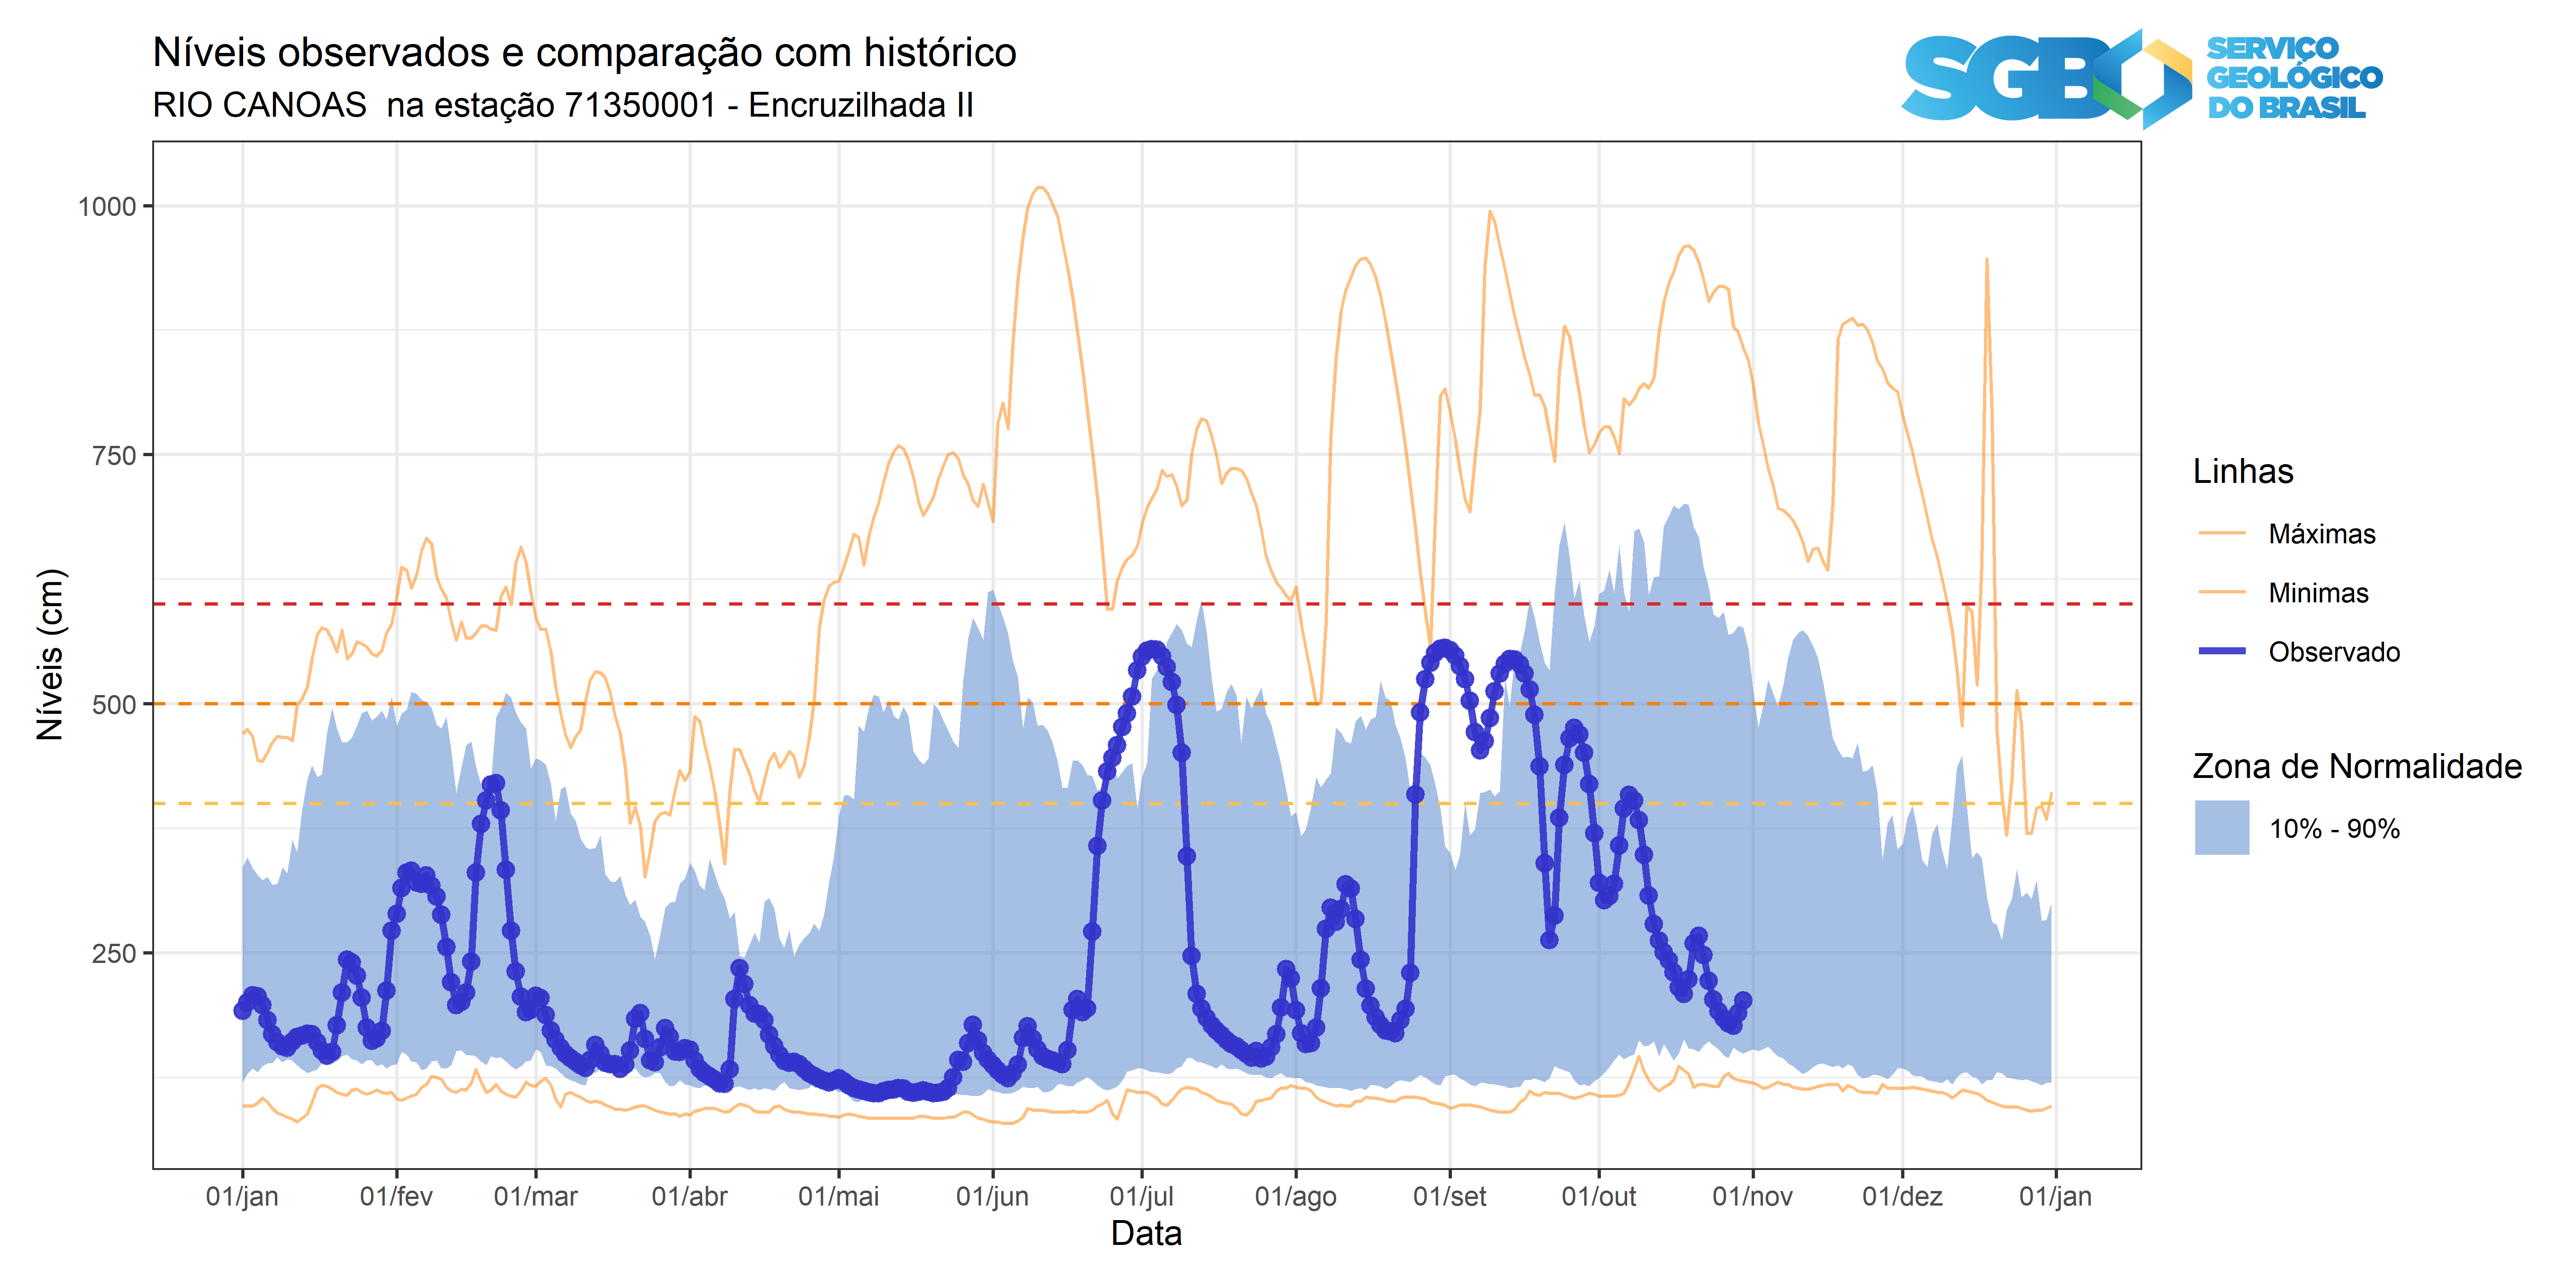 Níveis observados e comparação com histórico
RIO CANOAS  na estação 71350001 - Encruzilhada II
SGB
SERVIÇO
GEOLÓGICO
DO BRASIL
Níveis (cm)
1000
750
500
250
01/jan
01/fev
01/mar
01/abr
01/mai
01/jun
01/jul
01/ago
01/set
01/out
01/nov
01/dez
01/jan
Data
Linhas
Máximas
Minimas
Observado
Zona de Normalidade
10% - 90%